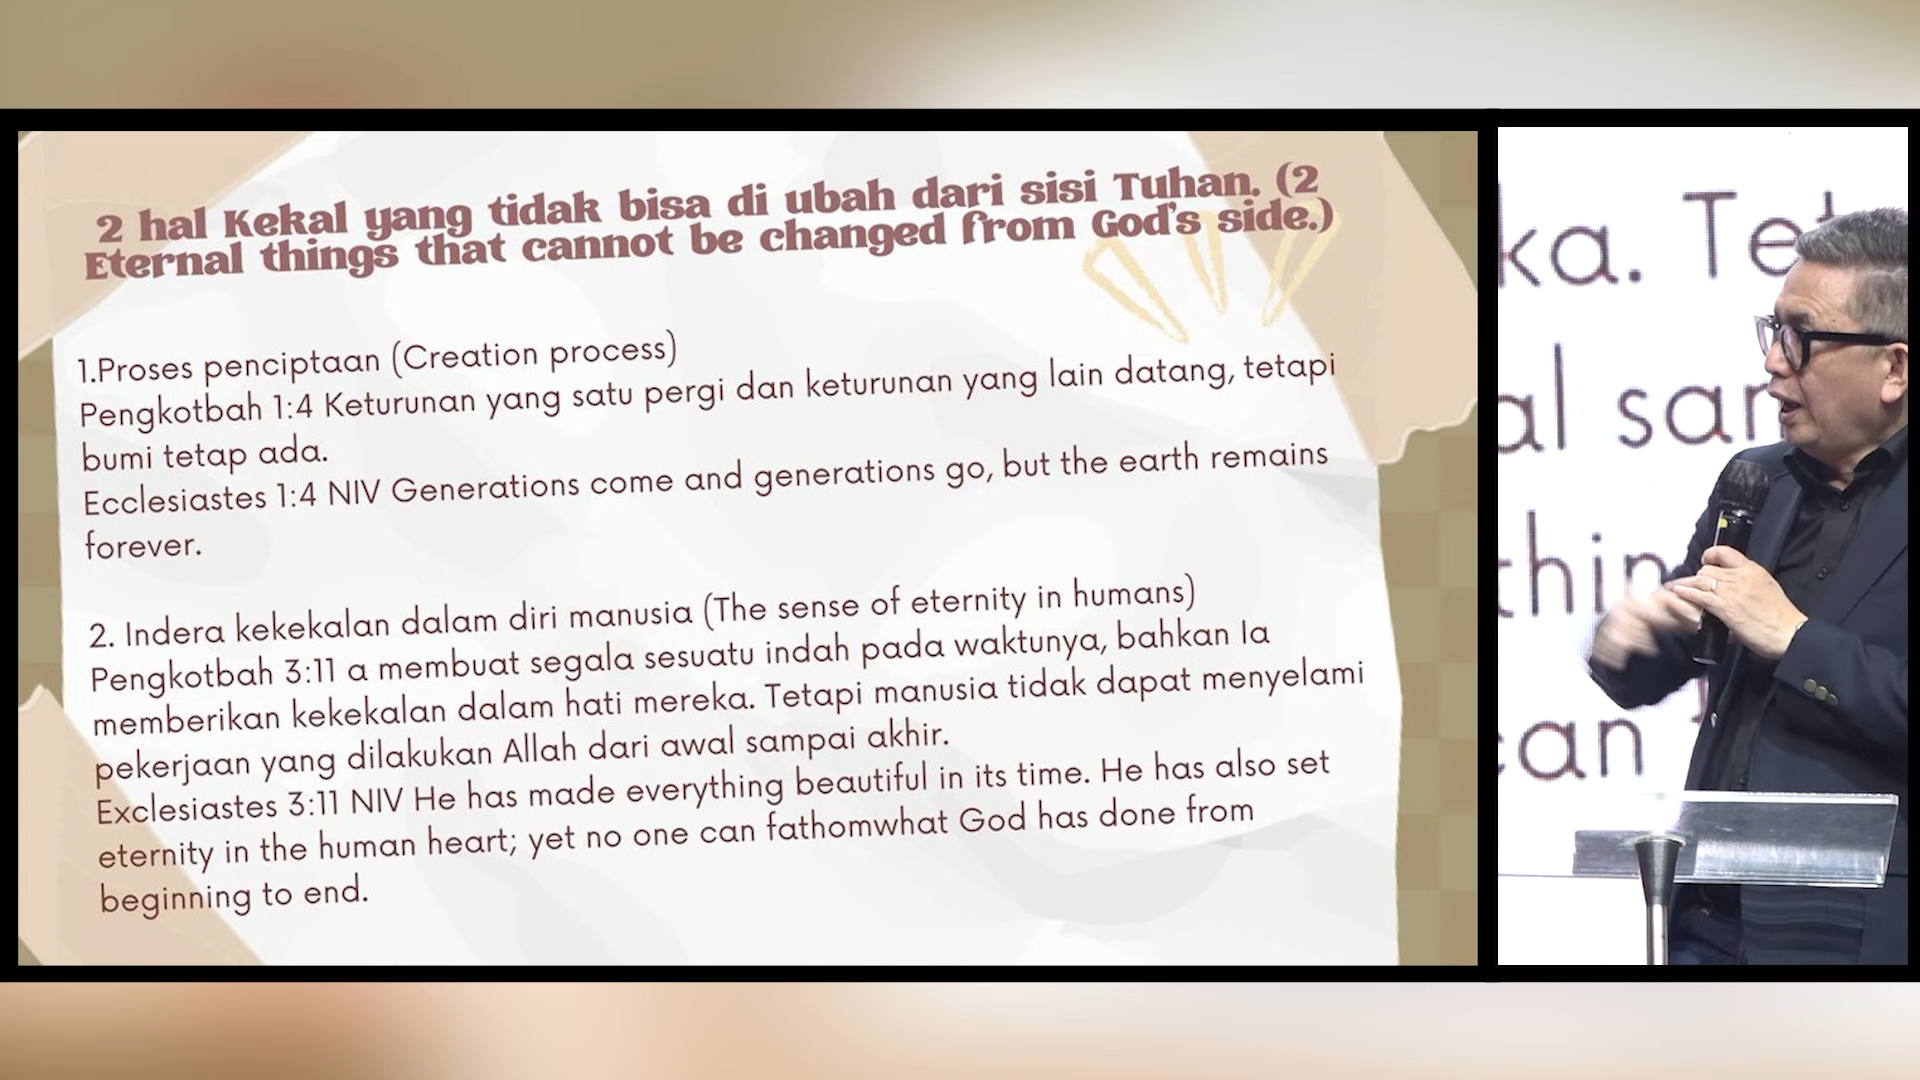 2 hal Kekal yang tidak bisa di ubah dari sisi Tuhan. (2
Eternal things that cannot be changed from God's side.)
1.Proses penciptaan (Creation process)
Pengkotbah 1:4 Keturunan yang satu pergi dan keturunan yang lain datang, tetapi
bumi tetap ada.
Ecclesiastes 1:4 NIV Generations come and generations go, but the earth remains
forever.
2. Indera kekekalan dalam diri manusia (The sense of eternity in humans)
Pengkotbah 3:11 a membuat segala sesuatu indah pada waktunya, bahkan Ia
memberikan kekekalan dalam hati mereka. Tetapi manusia tidak dapat menyelami
pekerjaan yang dilakukan Allah dari awal sampai akhir.
Exclesiastes 3:11 NIV He has made everything beautiful in its time. He has also set
eternity in the human heart; yet no one can fathomwhat God has done from
beginning to end.
ka. Tet
al sam
thin
can